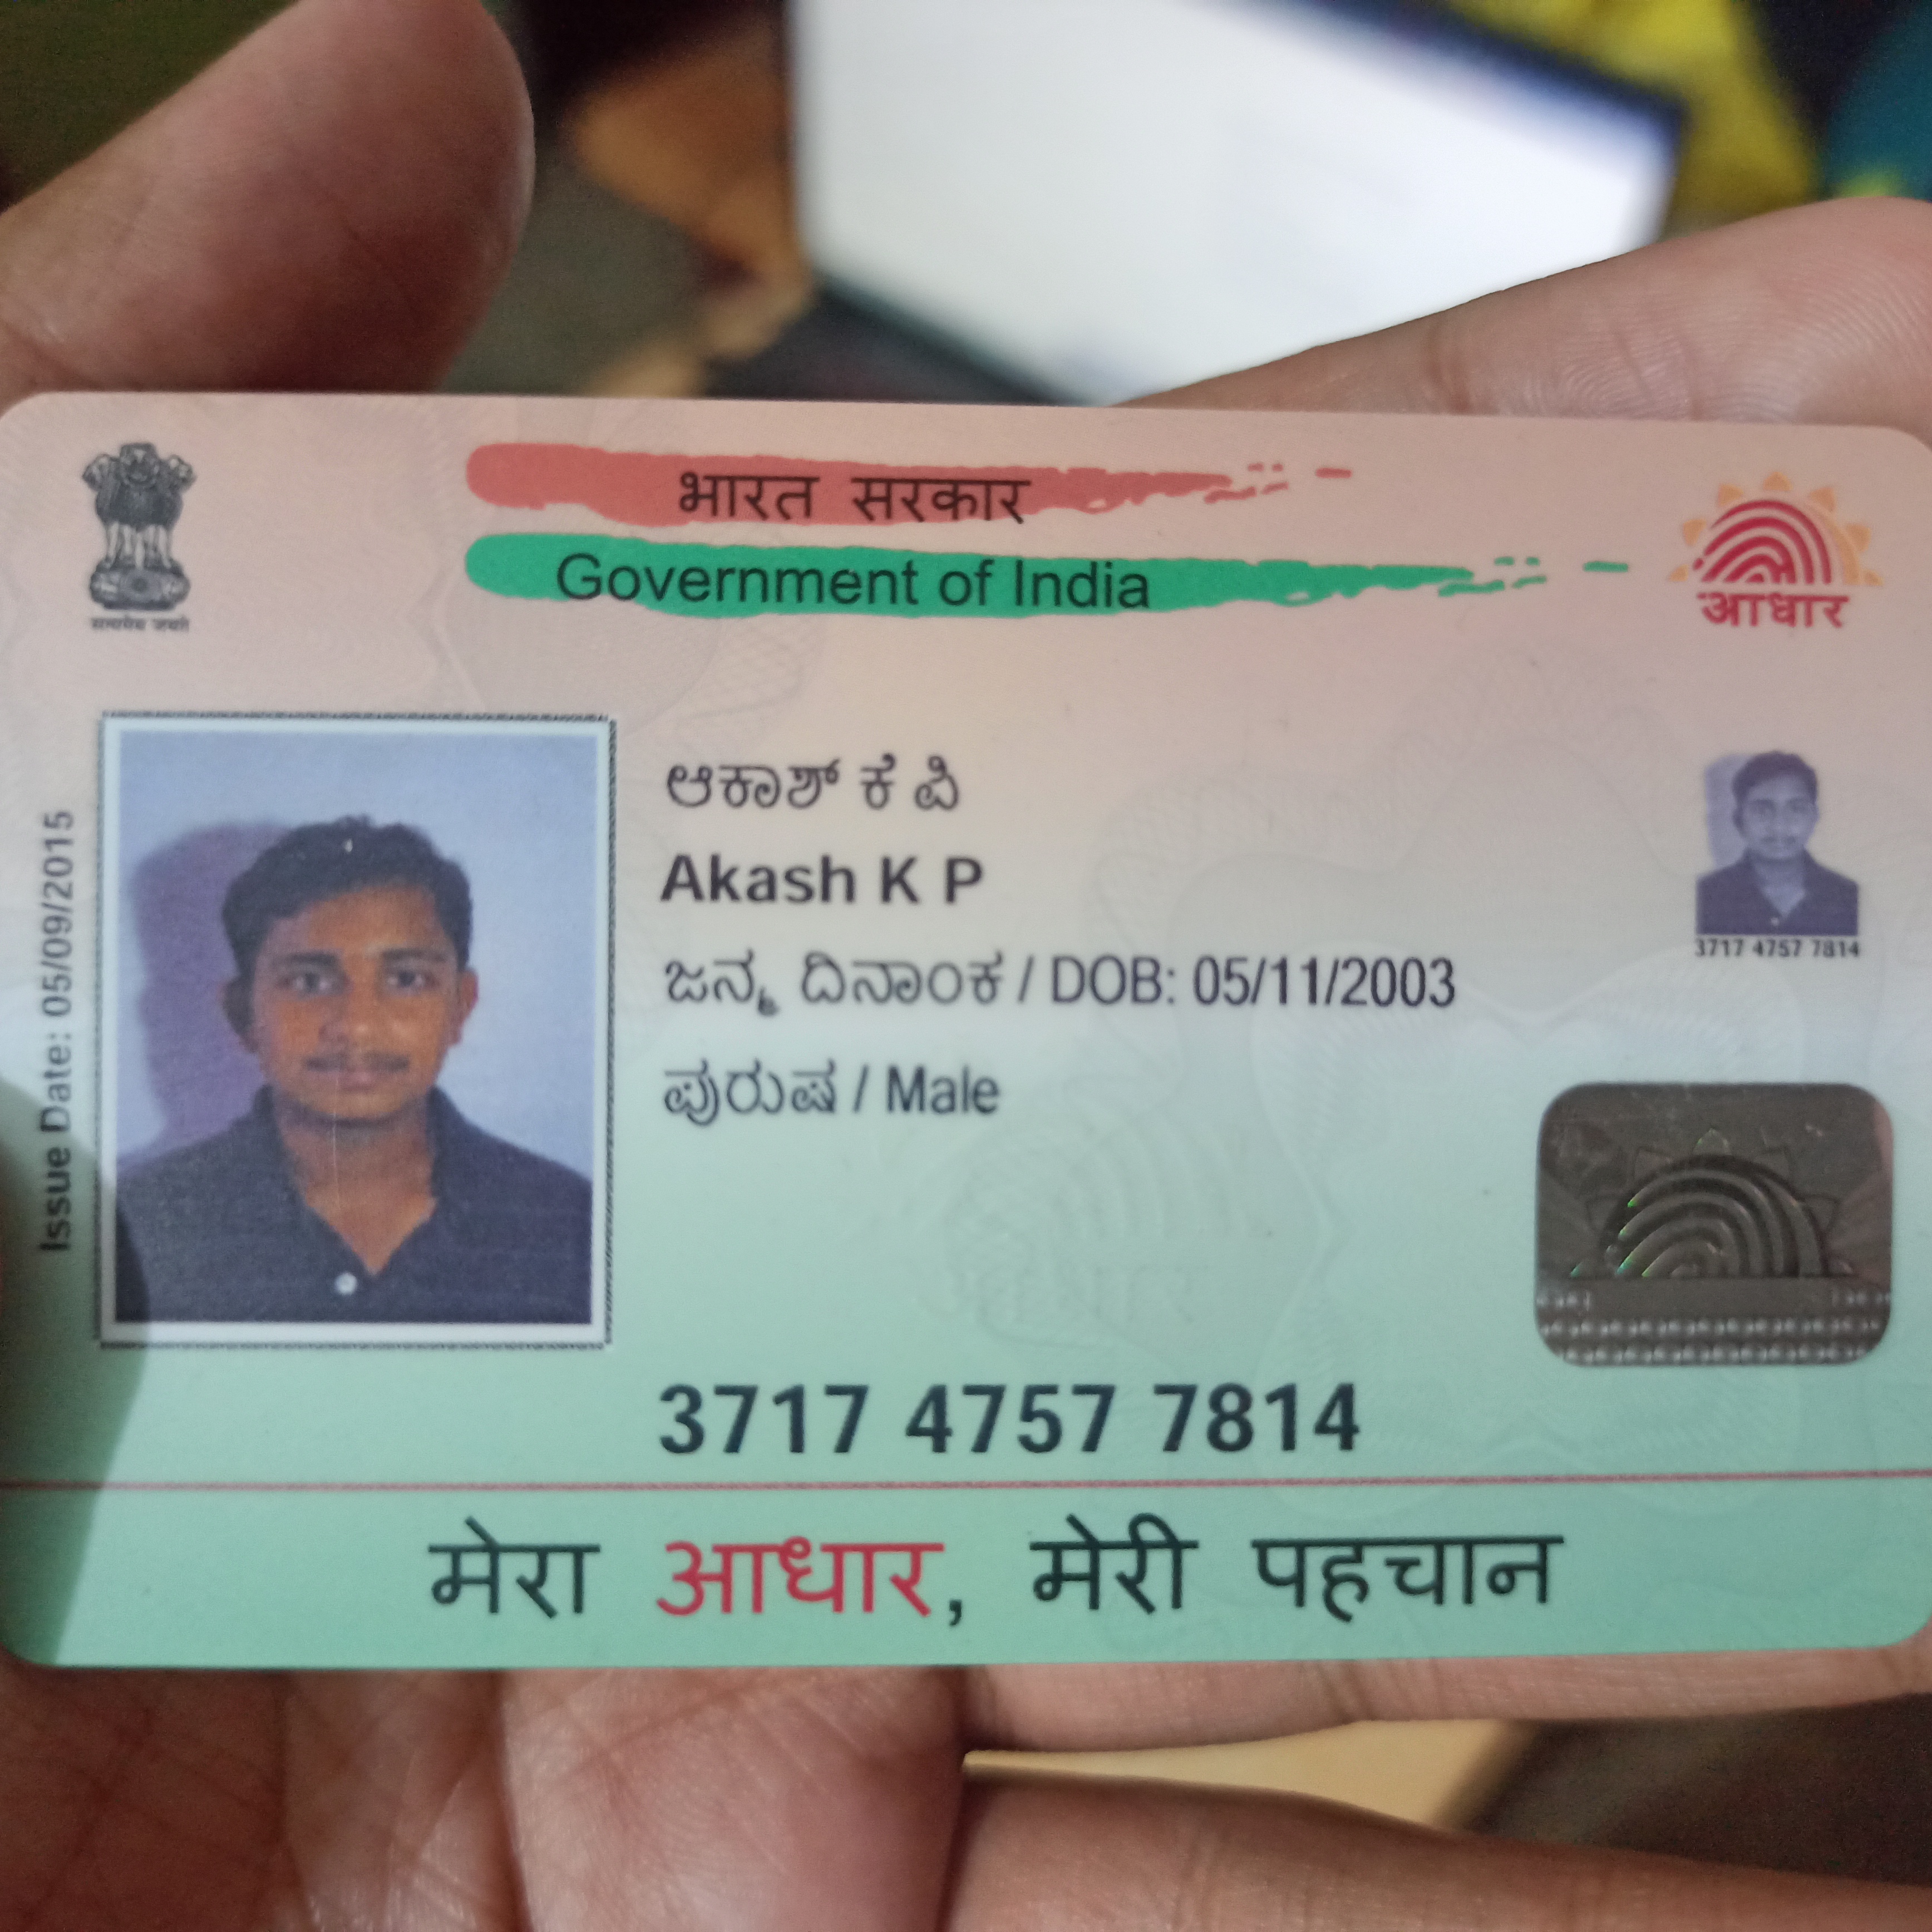 भारत सरकार
Government of India
सत्यमेव जयते
आधार
Issue Date: 05/09/2015
ಆಕಾಶ್ ಕೆ ಪಿ
Akash K P
ಜನ್ಮ ದಿನಾಂಕ / DOB: 05/11/2003
ಪುರುಷ / Male
3717 4757 7814
3717 4757 7814
मेरा आधार, मेरी पहचान